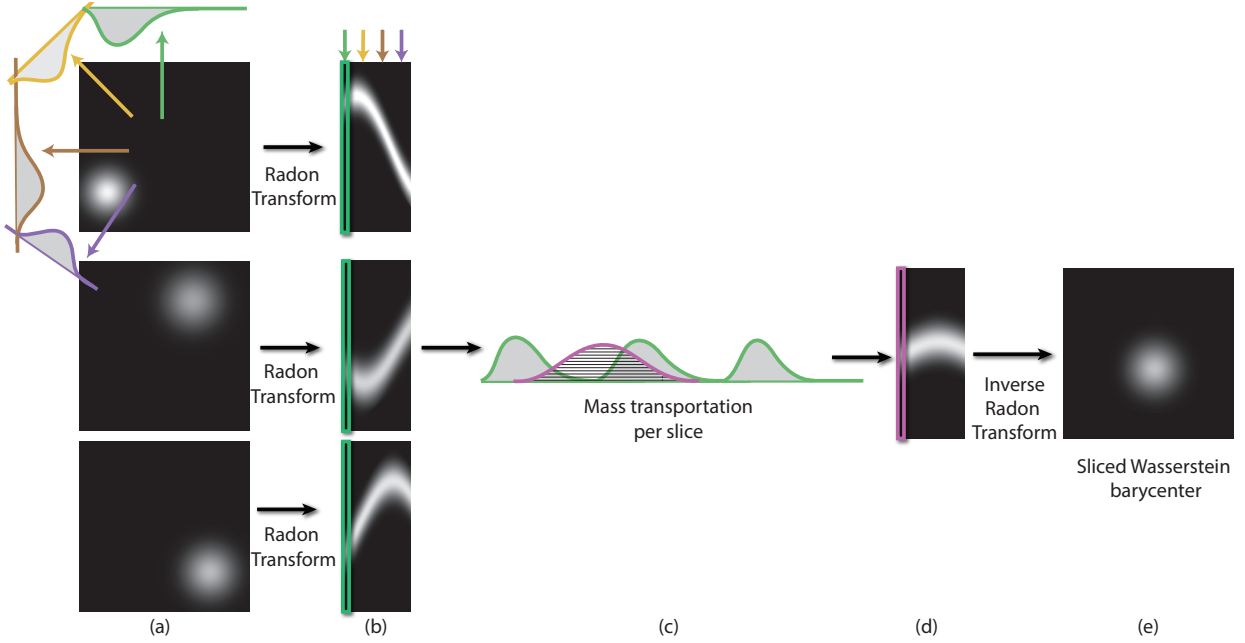 Radon
Transform
Radon
Transform
Radon
Transform
Mass transportation
per slice
Inverse
Radon
Transform
Sliced Wasserstein
barycenter
(a)
(b)
(c)
(d)
(e)